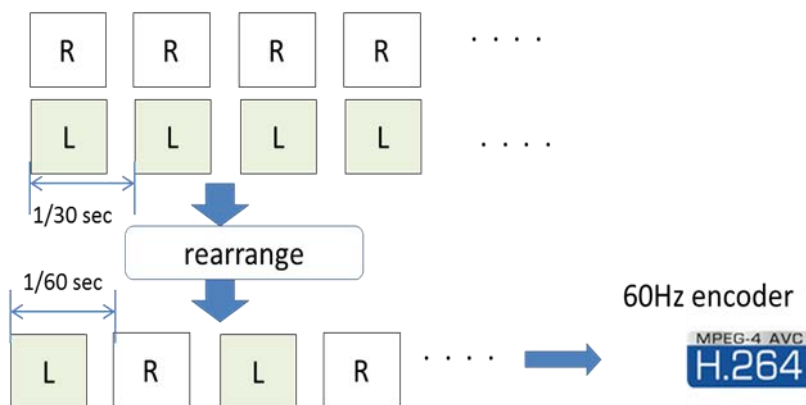 R R R R . . . .
L L L L . . . .
1/30 sec
rearrange
1/60 sec
60Hz encoder
L R L R . . . .
MPEG-4 AVC
H.264